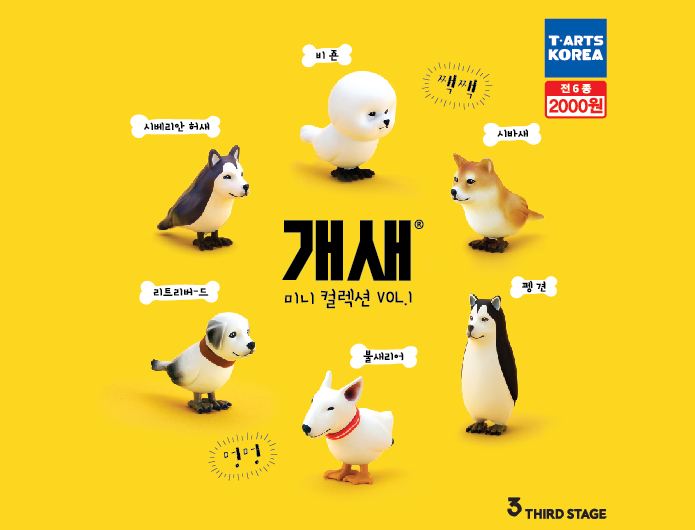 T·ARTS
KOREA
전 6 종
2000원
비 죤
짹짹
시베리안 허새
시바새
개새®
미니 컬렉션 VOL.1
리트리버-드
펭 견
불새리어
멍멍
3 THIRD STAGE